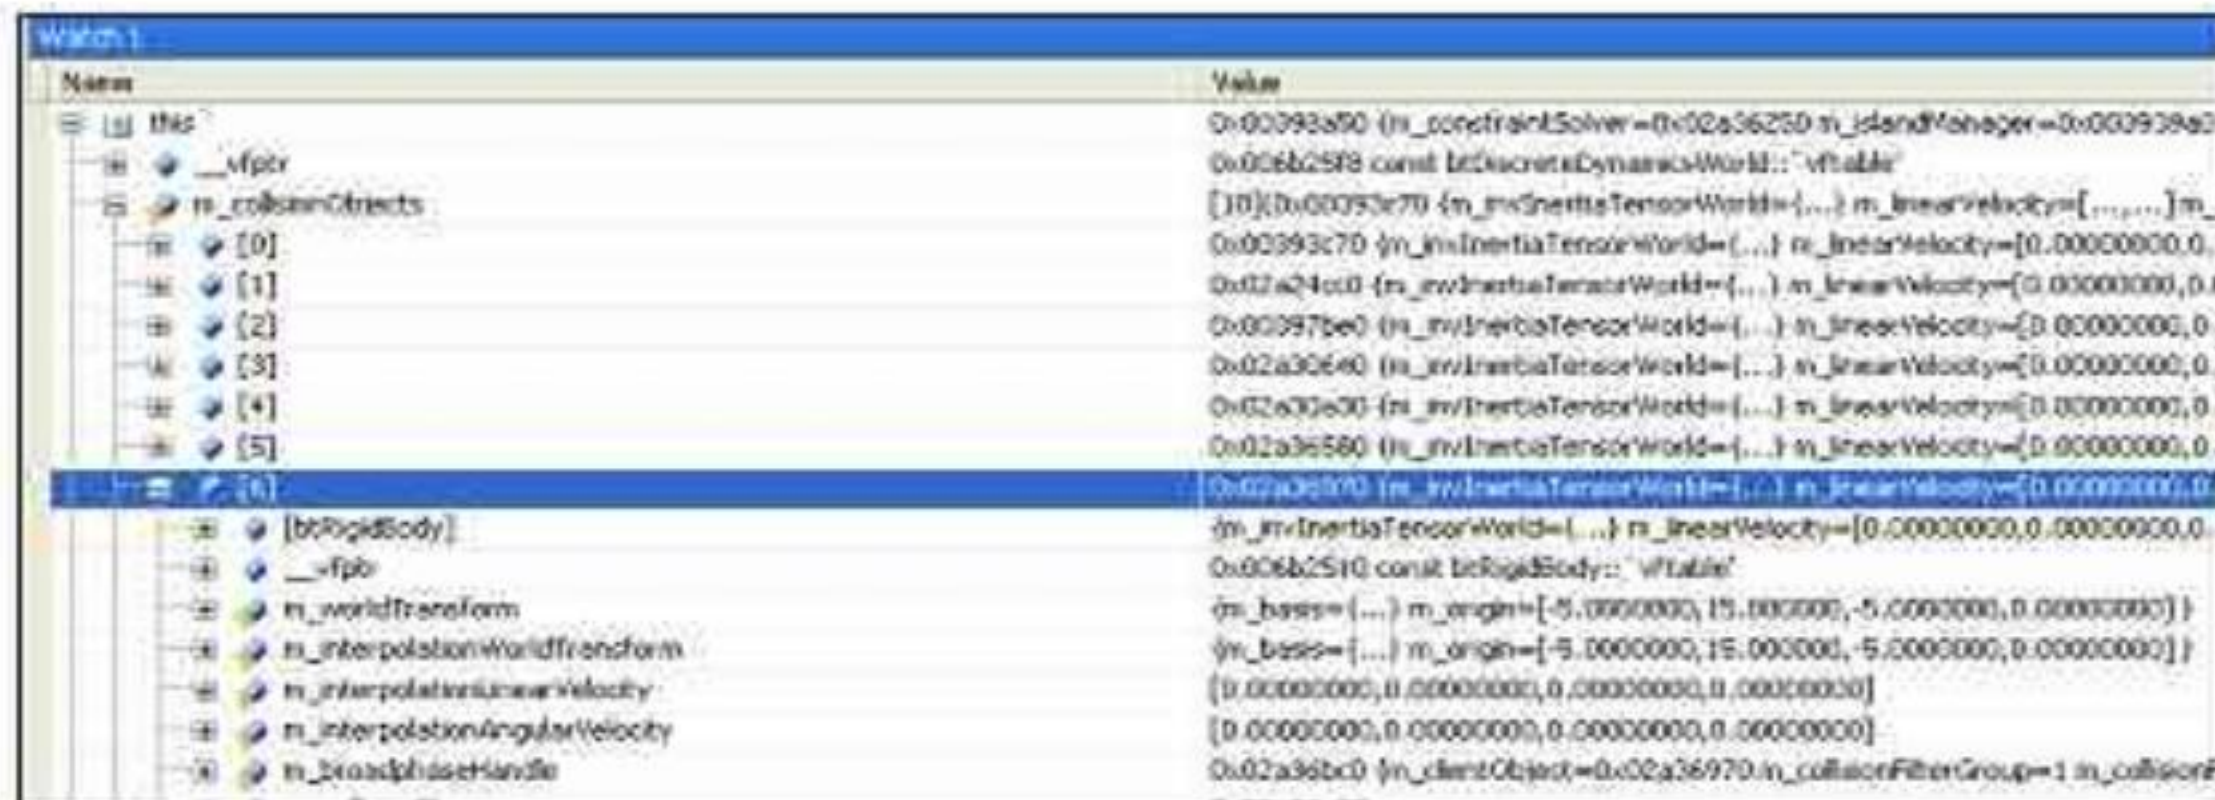 Watch 1
Name Value
this 0x00393a80 {m_constraintSolver=0x02a36250 m_islandManager=0x003939a
__vfptr 0x006b25f8 const btDiscreteDynamicsWorld::`vftable'
m_collisionObjects [10](0x00393c70 {m_invInertiaTensorWorld={...} m_linearVelocity=[...,...]m_
[0] 0x00393c70 {m_invInertiaTensorWorld={...} m_linearVelocity=[0.00000000,0.
[1] 0x02a24cc0 {m_invInertiaTensorWorld={...} m_linearVelocity=[0.00000000,0.
[2] 0x00397be0 {m_invInertiaTensorWorld={...} m_linearVelocity=[0.00000000,0
[3] 0x02a30640 {m_invInertiaTensorWorld={...} m_linearVelocity=[0.00000000,0.
[4] 0x02a30a30 {m_invInertiaTensorWorld={...} m_linearVelocity=[0.00000000,0
[5] 0x02a36580 {m_invInertiaTensorWorld={...} m_linearVelocity=[0.00000000,0.
[6] 0x02a36970 {m_invInertiaTensorWorld={...} m_linearVelocity=[0.00000000,0.
[btRigidBody] {m_invInertiaTensorWorld={...} m_linearVelocity=[0.00000000,0.00000000,0.
__vfptr 0x006b2510 const btRigidBody::`vftable'
m_worldTransform {m_basis={...} m_origin=[-5.0000000,15.000000,-5.0000000,0.00000000]}
m_interpolationWorldTransform {m_basis={...} m_origin=[-5.0000000,15.000000,-5.0000000,0.00000000]}
m_interpolationLinearVelocity [0.00000000,0.00000000,0.00000000,0.00000000]
m_interpolationAngularVelocity [0.00000000,0.00000000,0.00000000,0.00000000]
m_broadphaseHandle 0x02a36bc0 {m_clientObject=0x02a36970 m_collisionFilterGroup=1 m_collision